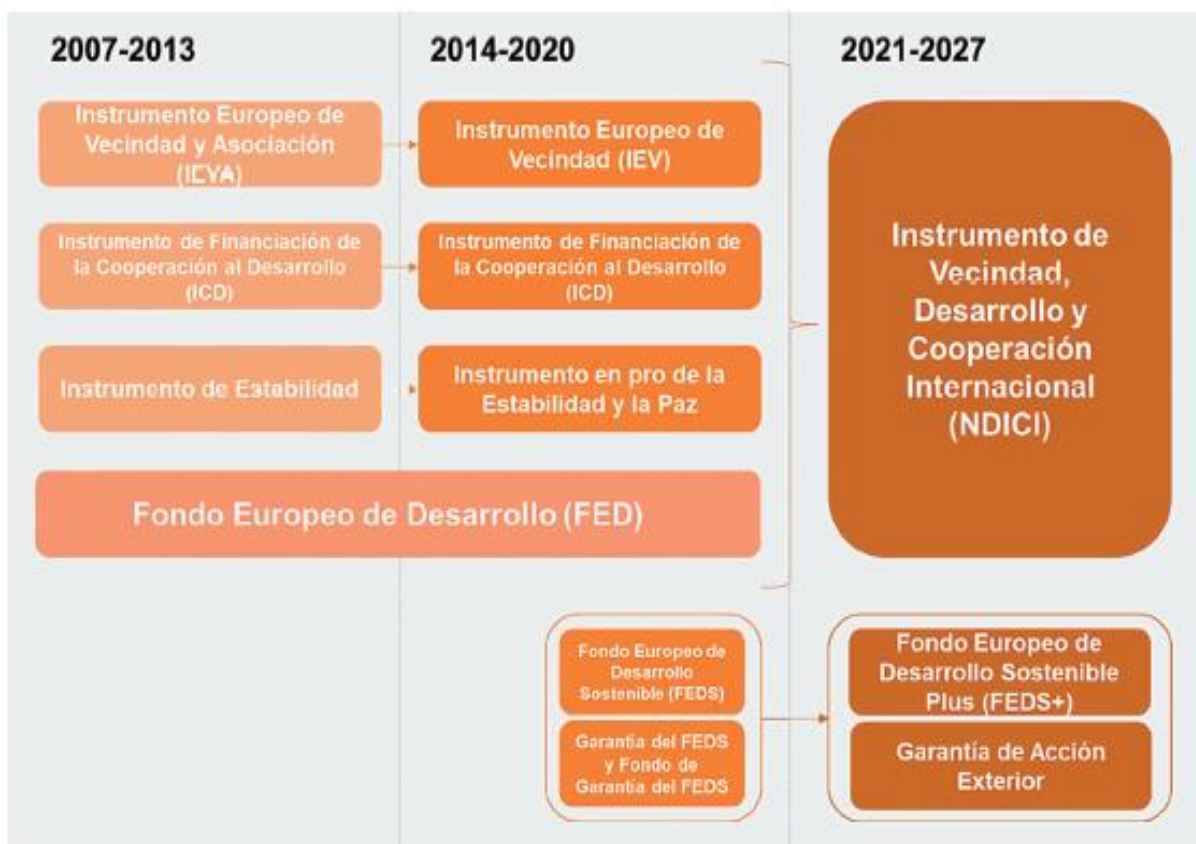 2007-2013
2014-2020
2021-2027
Instrumento Europeo de
Vecindad y Asociación
(IEVA)
Instrumento Europeo de
Vecindad (IEV)
Instrumento de Financiación de
la Cooperación al Desarrollo
(ICD)
Instrumento de Financiación de
la Cooperación al Desarrollo
(ICD)
Instrumento de Estabilidad
Instrumento en pro de la
Estabilidad y la Paz
Instrumento de
Vecindad,
Desarrollo y
Cooperación
Internacional
(NDICI)
Fondo Europeo de Desarrollo (FED)
Fondo Europeo de
Desarrollo
Sostenible (FEDS)
Garantía del FEDS
y Fondo de
Garantía del FEDS
Fondo Europeo de
Desarrollo Sostenible
Plus (FEDS+)
Garantía de Acción
Exterior